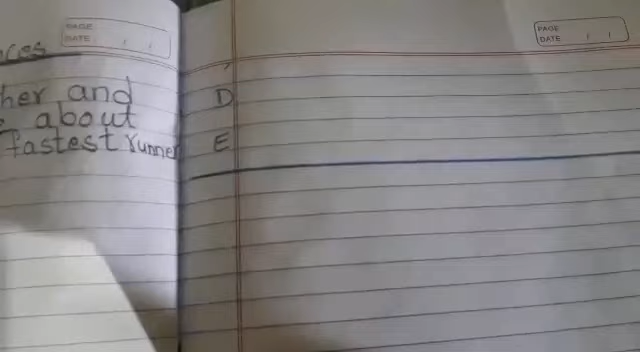 PAGE
DATE / /
ces
her and
about
fastest runner
PAGE
DATE / /
D
E